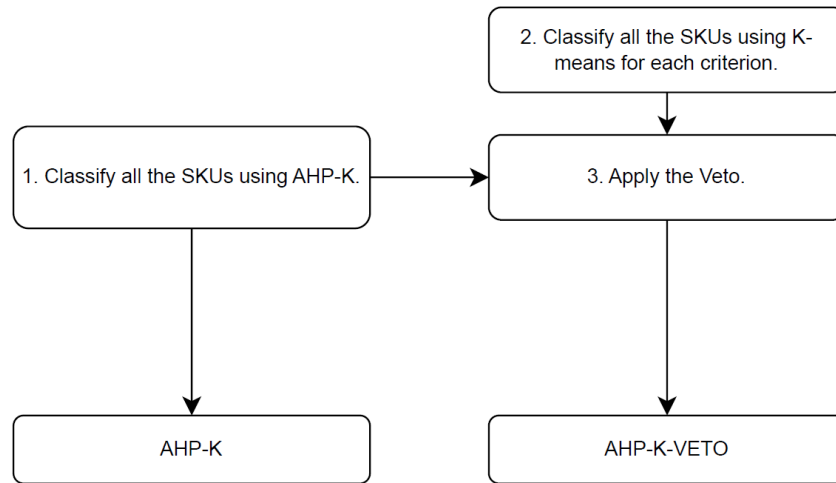 2. Classify all the SKUs using K-
means for each criterion.
1. Classify all the SKUs using AHP-K.
3. Apply the Veto.
AHP-K
AHP-K-VETO